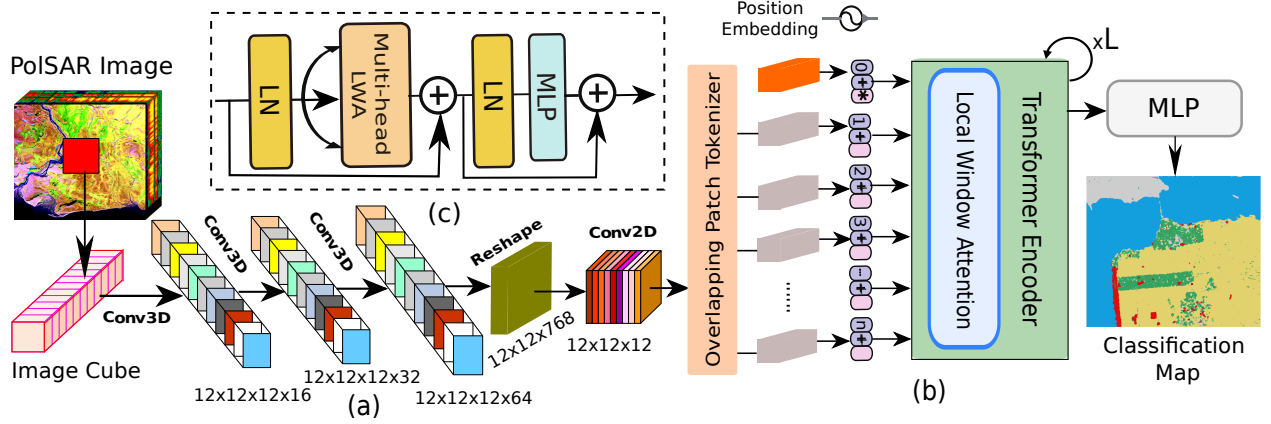 PolSAR Image
Image Cube
Conv3D
12x12x12x16
Conv3D
12x12x12x32
Conv3D
12x12x12x64
Reshape
12x12x768
Conv2D
12x12x12
(a)
LN
Multi-head
LWA
+
LN
MLP
+
(c)
Position
Embedding
Overlapping Patch Tokenizer
0+*
1+
2+
3+
...
+
n+
......
Local Window Attention
Transformer Encoder
xL
(b)
MLP
Classification
Map